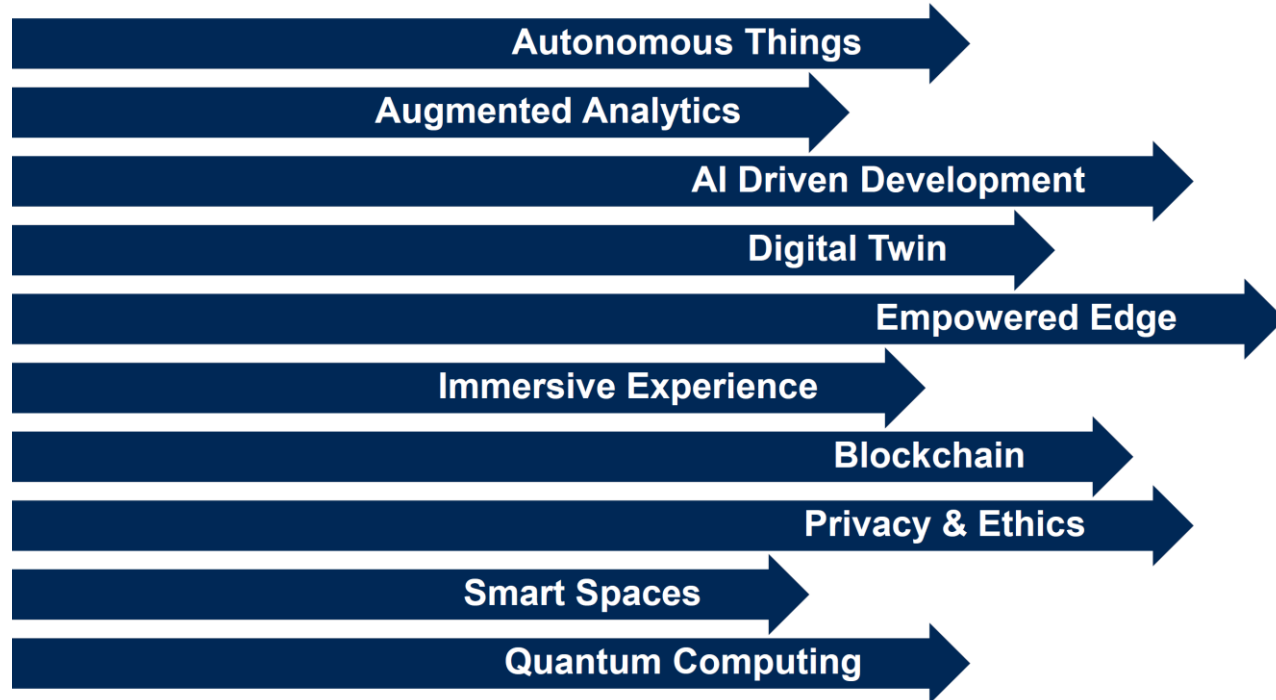 Autonomous Things
Augmented Analytics
AI Driven Development
Digital Twin
Empowered Edge
Immersive Experience
Blockchain
Privacy & Ethics
Smart Spaces
Quantum Computing